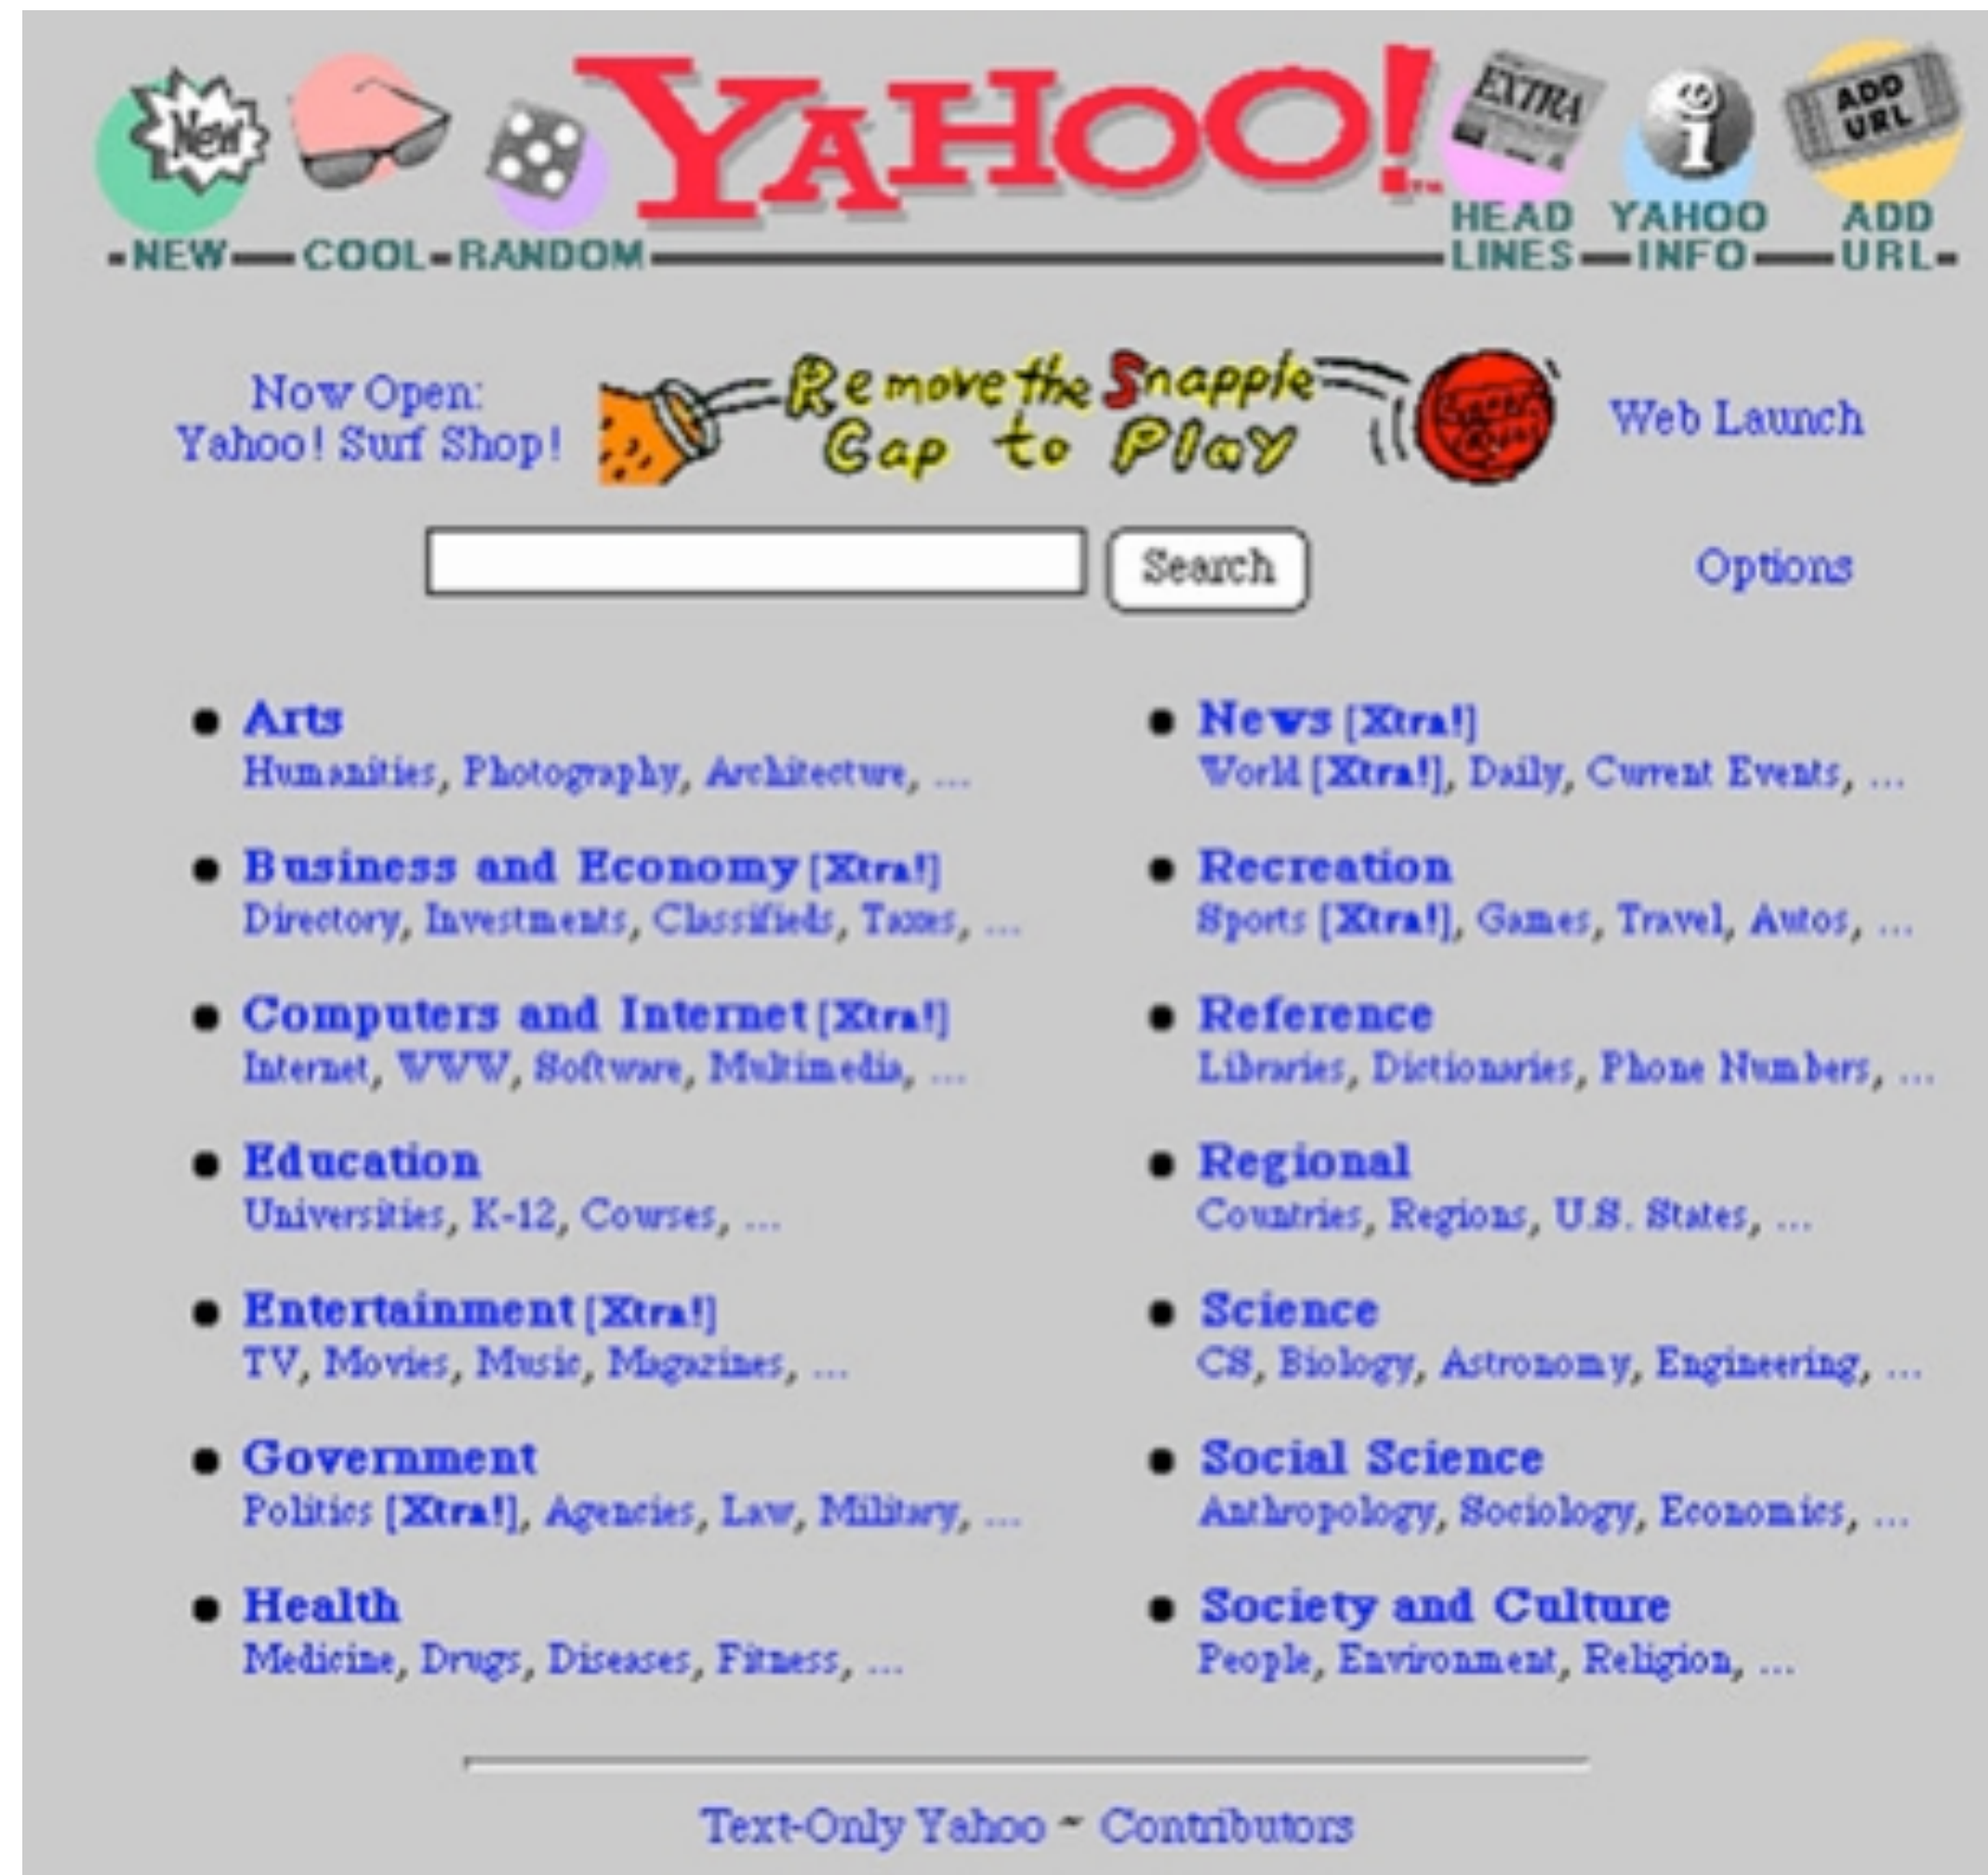 New
YAHOO!™
EXTRA
i
ADD
URL
NEW
COOL
RANDOM
HEAD
LINES
YAHOO
INFO
ADD
URL
Now Open:
Yahoo! Surf Shop!
Remove the Snapple
Cap to Play
Web Launch
Search
Options
Arts
Humanities, Photography, Architecture, ...
Business and Economy [Xtra!]
Directory, Investments, Classifieds, Taxes, ...
Computers and Internet [Xtra!]
Internet, WWW, Software, Multimedia, ...
Education
Universities, K-12, Courses, ...
Entertainment [Xtra!]
TV, Movies, Music, Magazines, ...
Government
Politics [Xtra!], Agencies, Law, Military, ...
Health
Medicine, Drugs, Diseases, Fitness, ...
News [Xtra!]
World [Xtra!], Daily, Current Events, ...
Recreation
Sports [Xtra!], Games, Travel, Autos, ...
Reference
Libraries, Dictionaries, Phone Numbers, ...
Regional
Countries, Regions, U.S. States, ...
Science
CS, Biology, Astronomy, Engineering, ...
Social Science
Anthropology, Sociology, Economics, ...
Society and Culture
People, Environment, Religion, ...
Text-Only Yahoo ~ Contributors